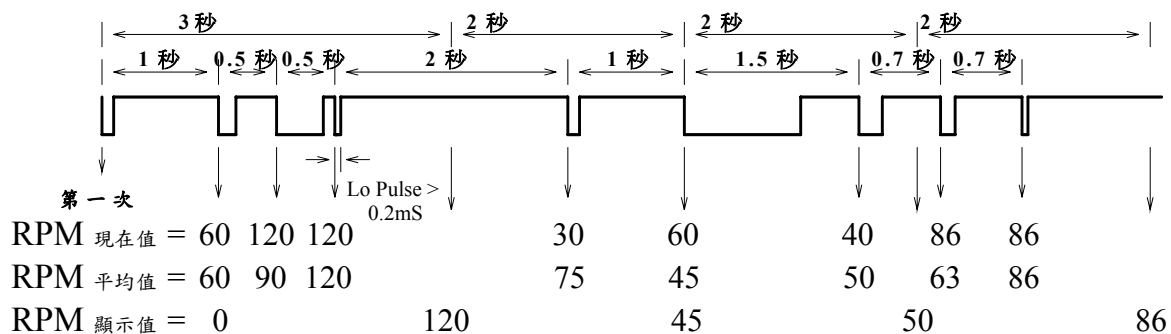 3 秒 2 秒 2 秒 2 秒
1 秒 0.5 秒 0.5 秒 2 秒 1 秒 1.5 秒 0.7 秒 0.7 秒
Lo Pulse >
0.2mS
第一次
RPM 現在值 = 60 120 120 30 60 40 86 86
RPM 平均值 = 60 90 120 75 45 50 63 86
RPM 顯示值 = 0 120 45 50 86